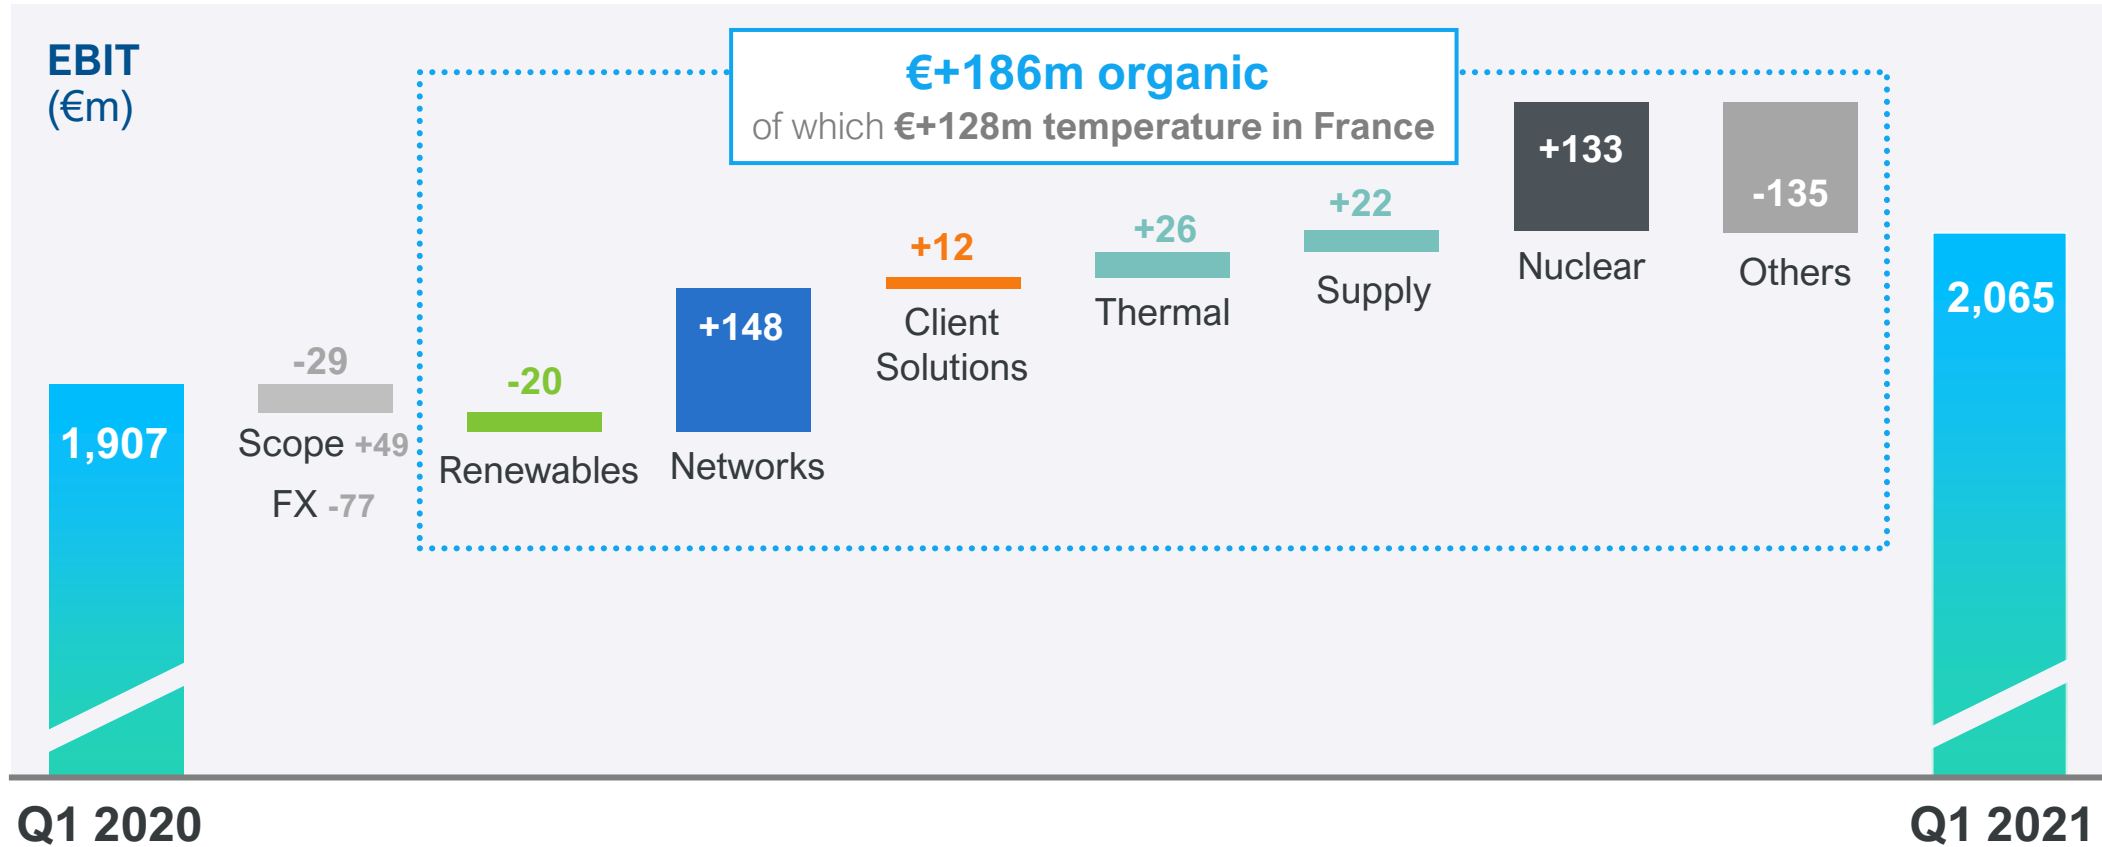 EBIT
(€m)
€+186m organic
of which €+128m temperature in France
1,907
-29
Scope +49
FX -77
-20
Renewables
+148
Networks
+12
Client
Solutions
+26
Thermal
+22
Supply
+133
Nuclear
-135
Others
2,065
Q1 2020
Q1 2021